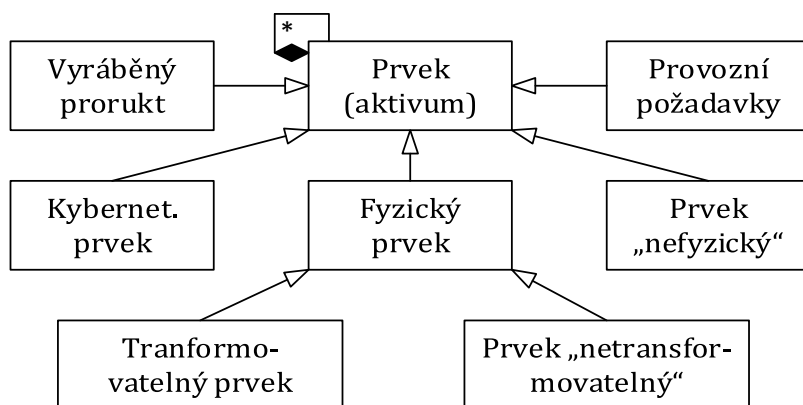 *
Vyráběný
prorukt
Prvek
(aktivum)
Provozní
požadavky
Kybernet.
prvek
Fyzický
prvek
Prvek
„nefyzický“
Tranformo-
vatelný prvek
Prvek „netransfor-
movatelný“